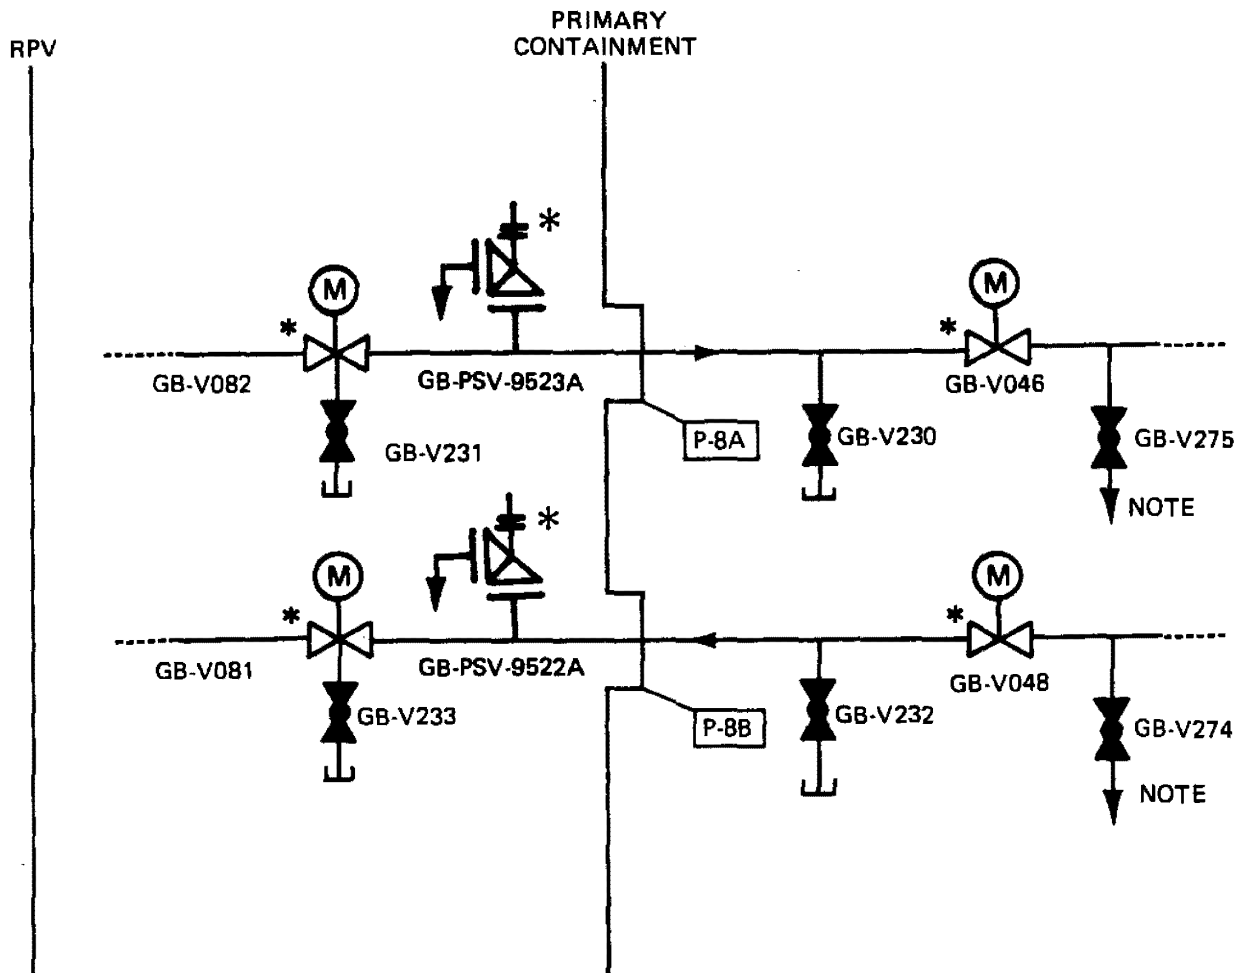 PRIMARY
CONTAINMENT
RPV
*
*
M
M
*
*
GB-V082
GB-PSV-9523A
GB-V046
P-8A
GB-V230
GB-V275
GB-V231
NOTE
*
*
M
M
*
*
GB-V081
GB-PSV-9522A
GB-V048
GB-V233
P-8B
GB-V232
GB-V274
NOTE